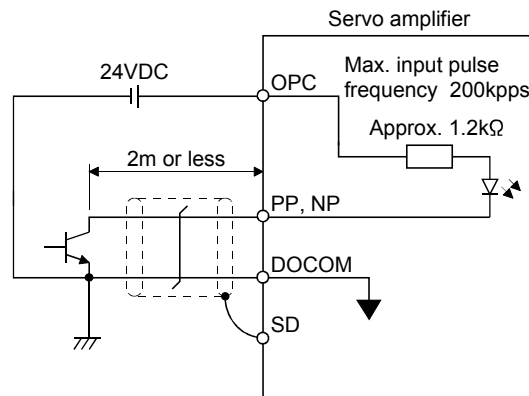 Servo amplifier
24VDC
OPC
Max. input pulse
frequency 200kpps
Approx. 1.2kΩ
2m or less
PP, NP
DOCOM
SD